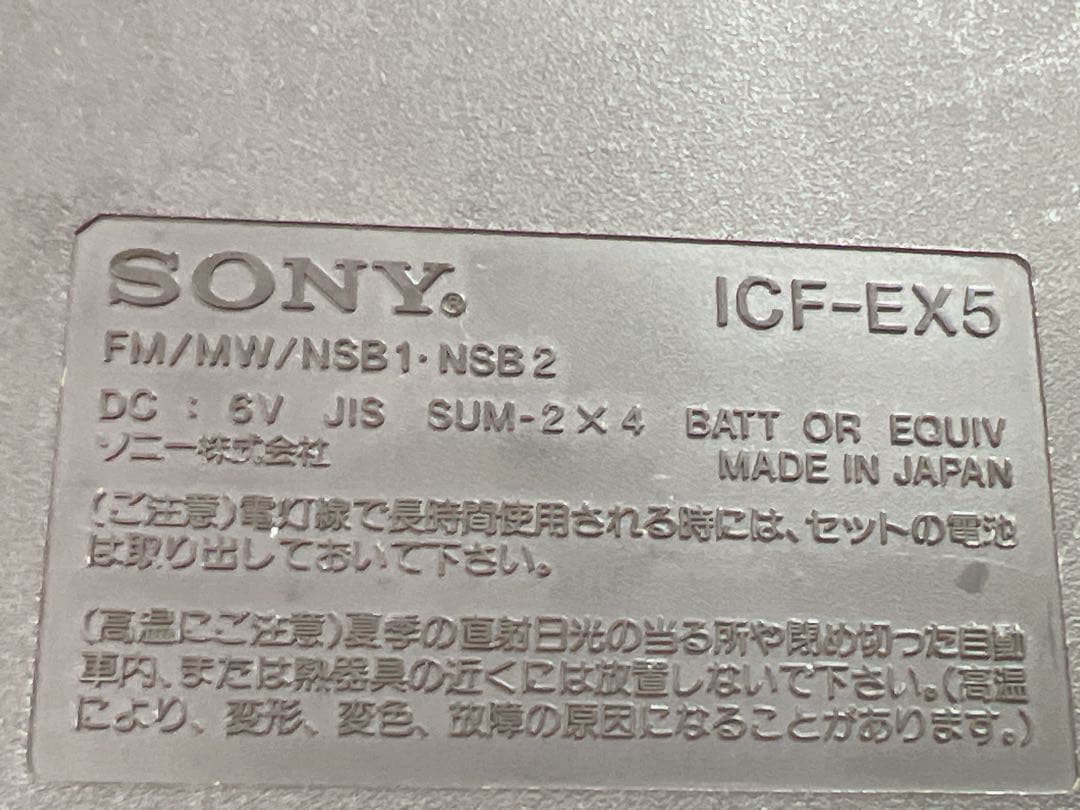 SONY® ICF-EX5
FM/MW/NSB1·NSB2
DC : 6V JIS SUM-2×4 BATT OR EQUIV
ソニー株式会社 MADE IN JAPAN
(ご注意)電灯線で長時間使用される時には、セットの電池
は取り出しておいて下さい。
(高温にご注意)夏季の直射日光の当る所や閉め切った自動
車内、または熱器具の近くには放置しないで下さい。(高温
により、変形、変色、故障の原因になることがあります。)